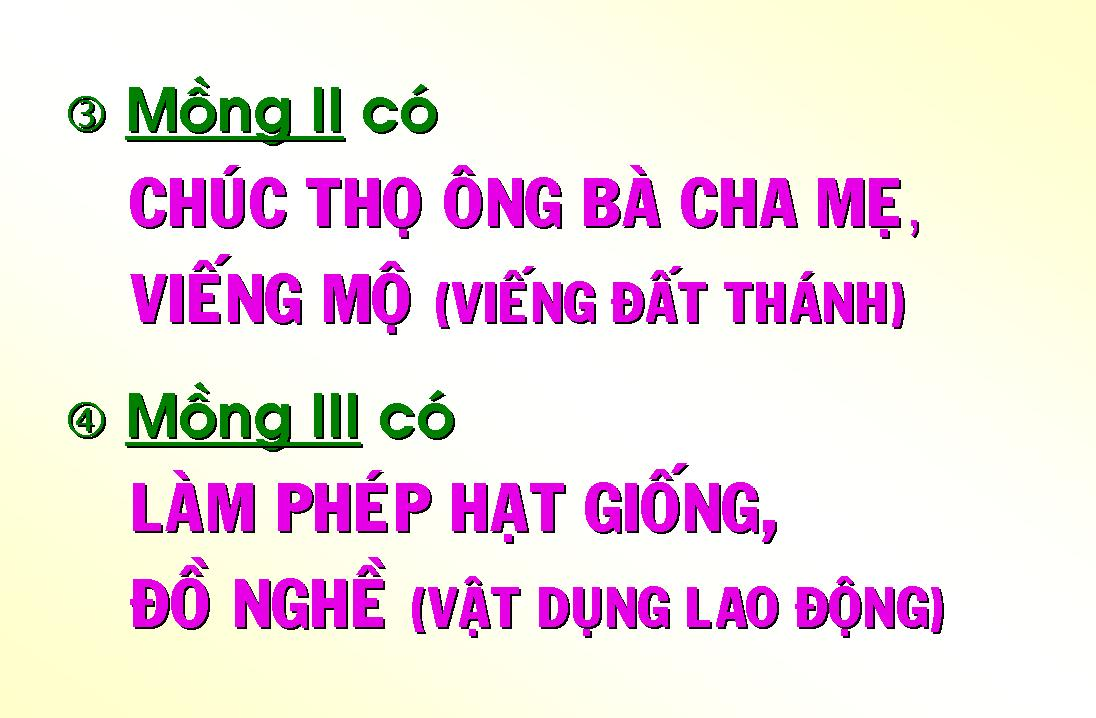 ③ Mồng II có
CHÚC THỌ ÔNG BÀ CHA MẸ,
VIẾNG MỘ (VIẾNG ĐẤT THÁNH)
④ Mồng III có
LÀM PHÉP HẠT GIỐNG,
ĐỒ NGHỀ (VẬT DỤNG LAO ĐỘNG)